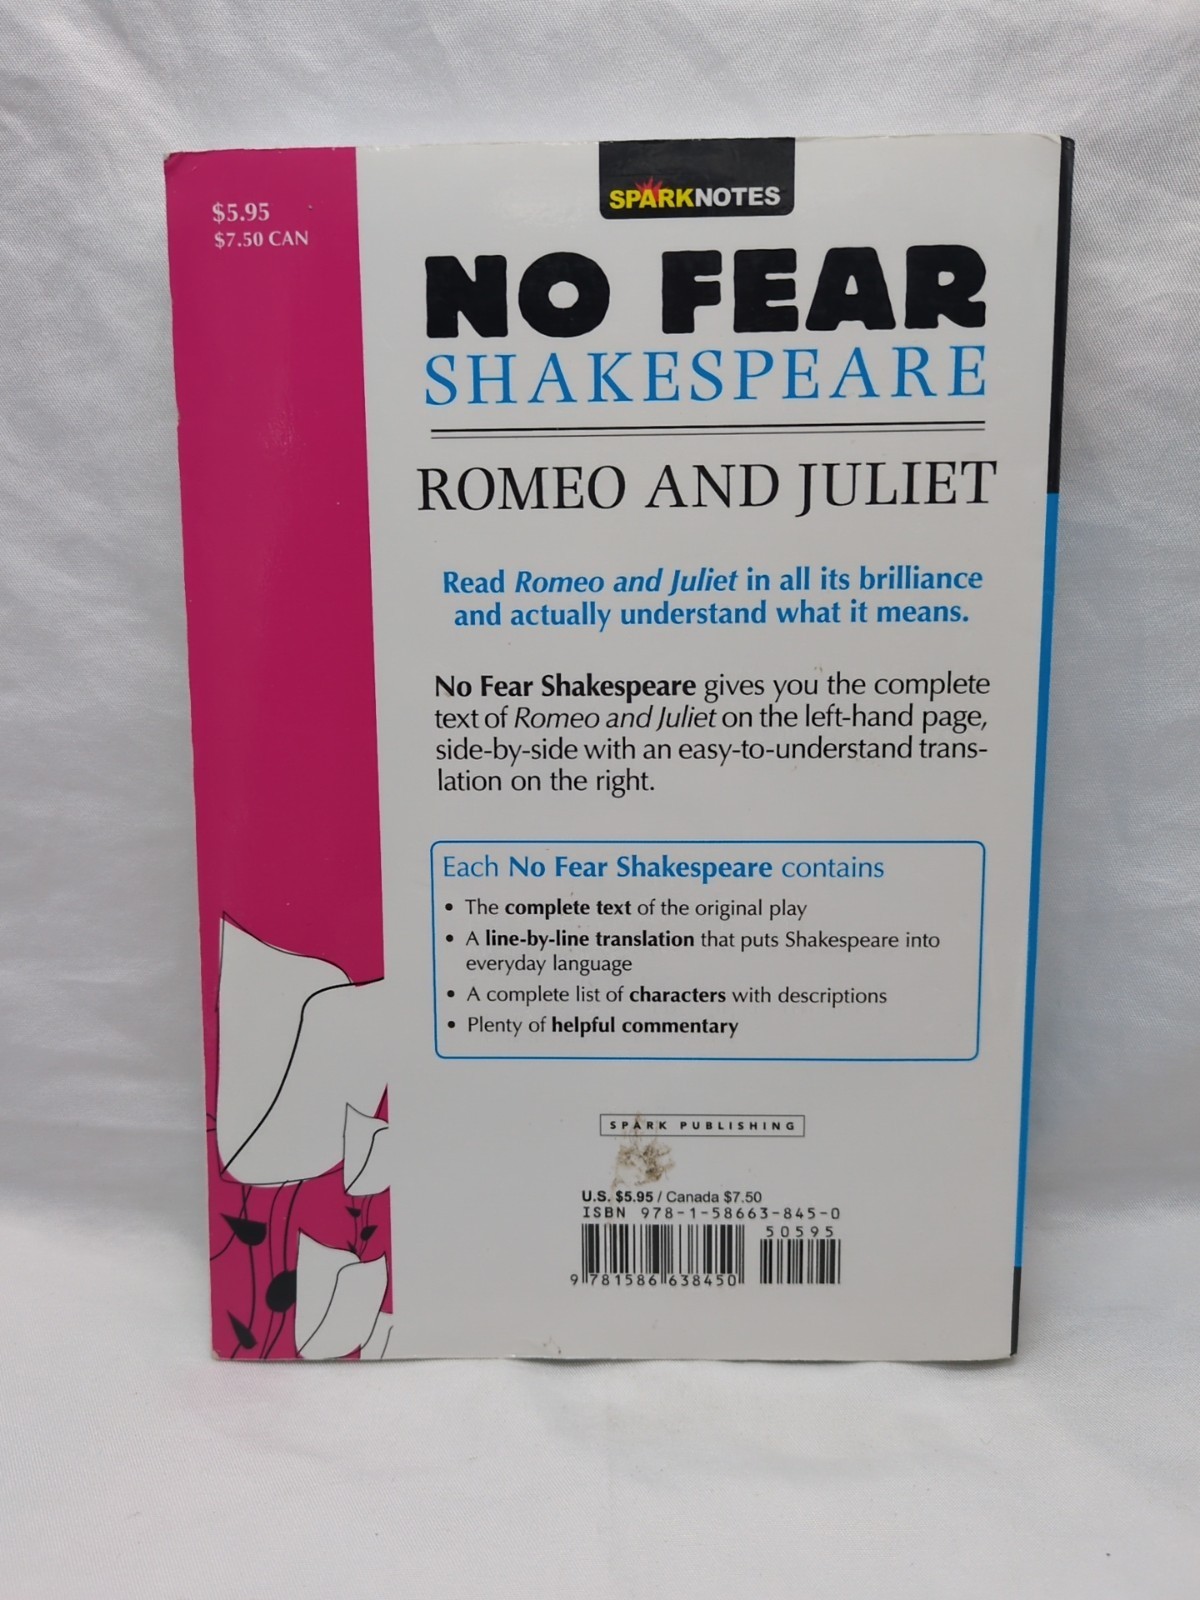 $5.95
$7.50 CAN
SPARKNOTES
NO FEAR
SHAKESPEARE
ROMEO AND JULIET
Read Romeo and Juliet in all its brilliance
and actually understand what it means.
No Fear Shakespeare gives you the complete
text of Romeo and Juliet on the left-hand page,
side-by-side with an easy-to-understand trans-
lation on the right.
Each No Fear Shakespeare contains
• The complete text of the original play
• A line-by-line translation that puts Shakespeare into
everyday language
• A complete list of characters with descriptions
• Plenty of helpful commentary
SPARK PUBLISHING
U.S. $5.95 / Canada $7.50
ISBN 978-1-58663-845-0
50595
9 781586 638450